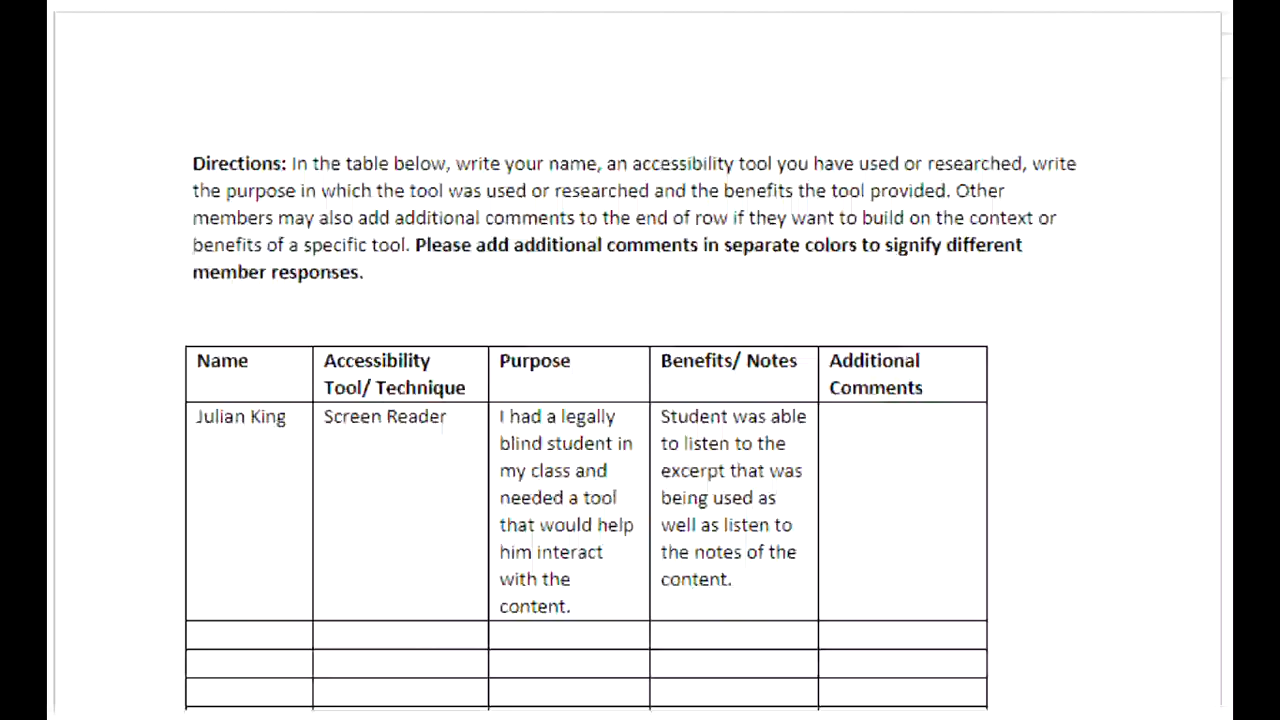 Directions: In the table below, write your name, an accessibility tool you have used or researched, write
the purpose in which the tool was used or researched and the benefits the tool provided. Other
members may also add additional comments to the end of row if they want to build on the context or
benefits of a specific tool. Please add additional comments in separate colors to signify different
member responses.
Name
Accessibility
Tool/ Technique
Purpose
Benefits/ Notes
Additional
Comments
Julian King
Screen Reader
I had a legally
blind student in
my class and
needed a tool
that would help
him interact
with the
content.
Student was able
to listen to the
excerpt that was
being used as
well as listen to
the notes of the
content.